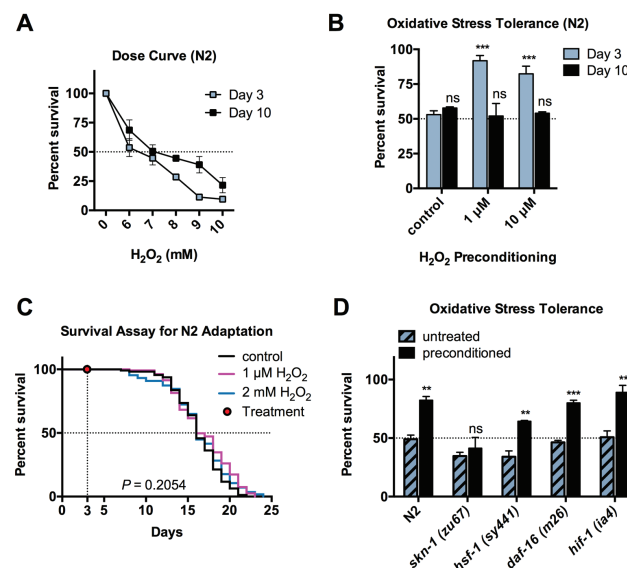 A
Dose Curve (N2)
Percent survival
100
75
50
25
0
Day 3
Day 10
0 6 7 8 9 10
H₂O₂ (mM)
B
Oxidative Stress Tolerance (N2)
Percent survival
100
75
50
25
0
*** ***
ns ns ns
Day 3
Day 10
control 1 µM 10 µM
H₂O₂ Preconditioning
C
Survival Assay for N2 Adaptation
Percent survival
100
50
0
control
1 µM H₂O₂
2 mM H₂O₂
Treatment
P = 0.2054
0 3 5 10 15 20 25
Days
D
Oxidative Stress Tolerance
untreated
preconditioned
Percent survival
100
50
0
** ns ** *** **
N2 skn-1 (zu67) hsf-1 (sy441) daf-16 (m26) hif-1 (ia4)